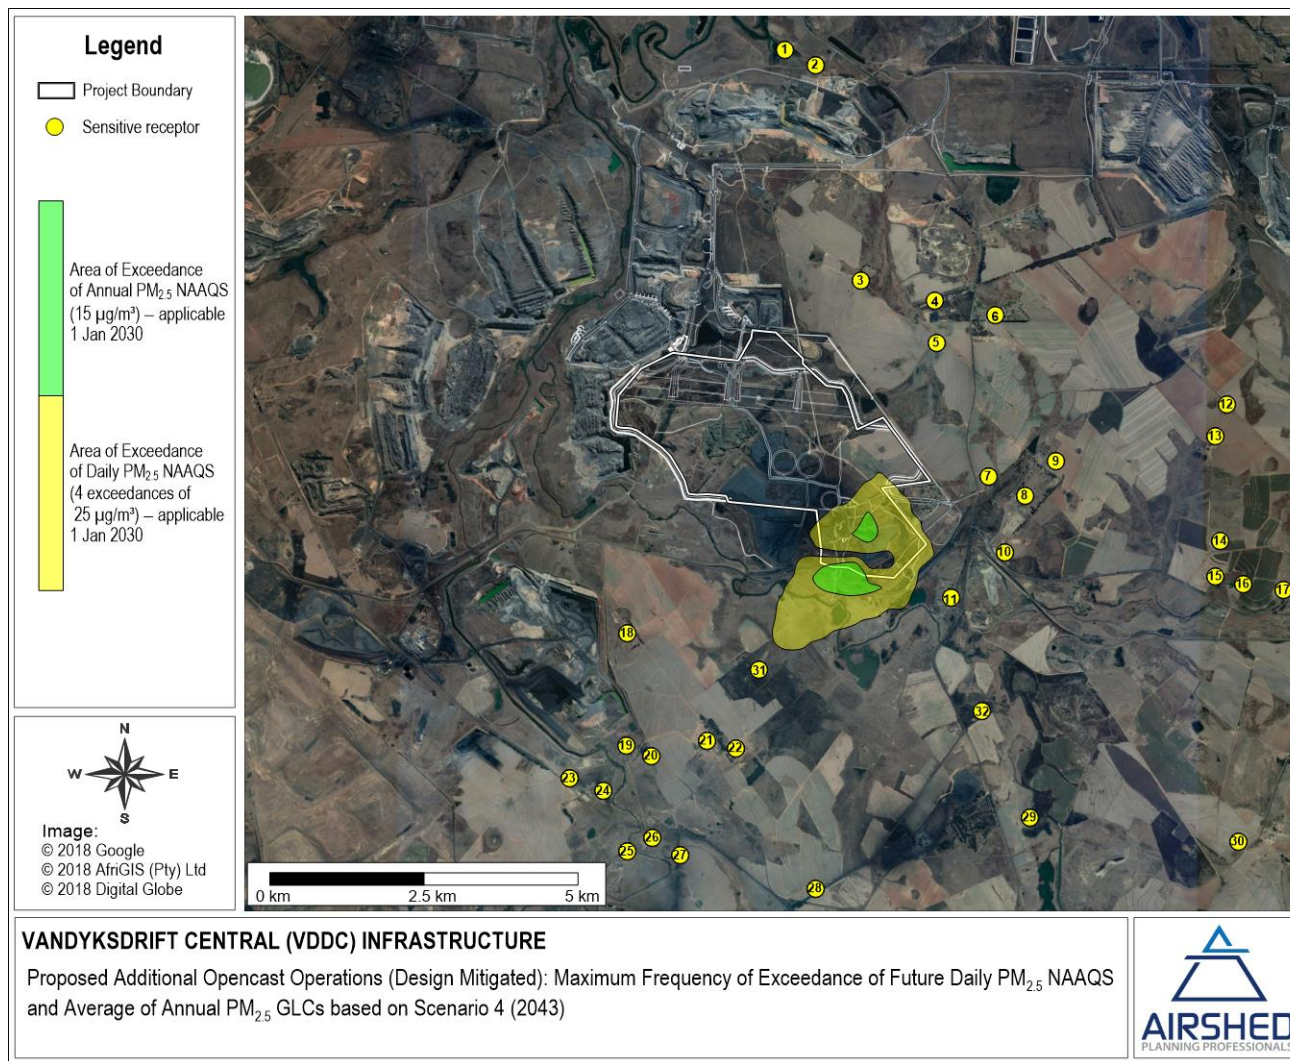 Legend
Project Boundary
Sensitive receptor
Area of Exceedance
of Annual PM2.5 NAAQS
(15 µg/m³) – applicable
1 Jan 2030
Area of Exceedance
of Daily PM2.5 NAAQS
(4 exceedances of
25 µg/m³) – applicable
1 Jan 2030
N
W E
S
Image:
© 2018 Google
© 2018 AfriGIS (Pty) Ltd
© 2018 Digital Globe
1
2
3
4
6
5
12
13
9
7
8
14
10
15
16
17
11
18
31
32
21
19
22
20
23
24
29
26
30
25
27
28
0 km 2.5 km 5 km
VANDYKSDRIFT CENTRAL (VDDC) INFRASTRUCTURE
Proposed Additional Opencast Operations (Design Mitigated): Maximum Frequency of Exceedance of Future Daily PM2.5 NAAQS
and Average of Annual PM2.5 GLCs based on Scenario 4 (2043)
AIRSHED
PLANNING PROFESSIONALS